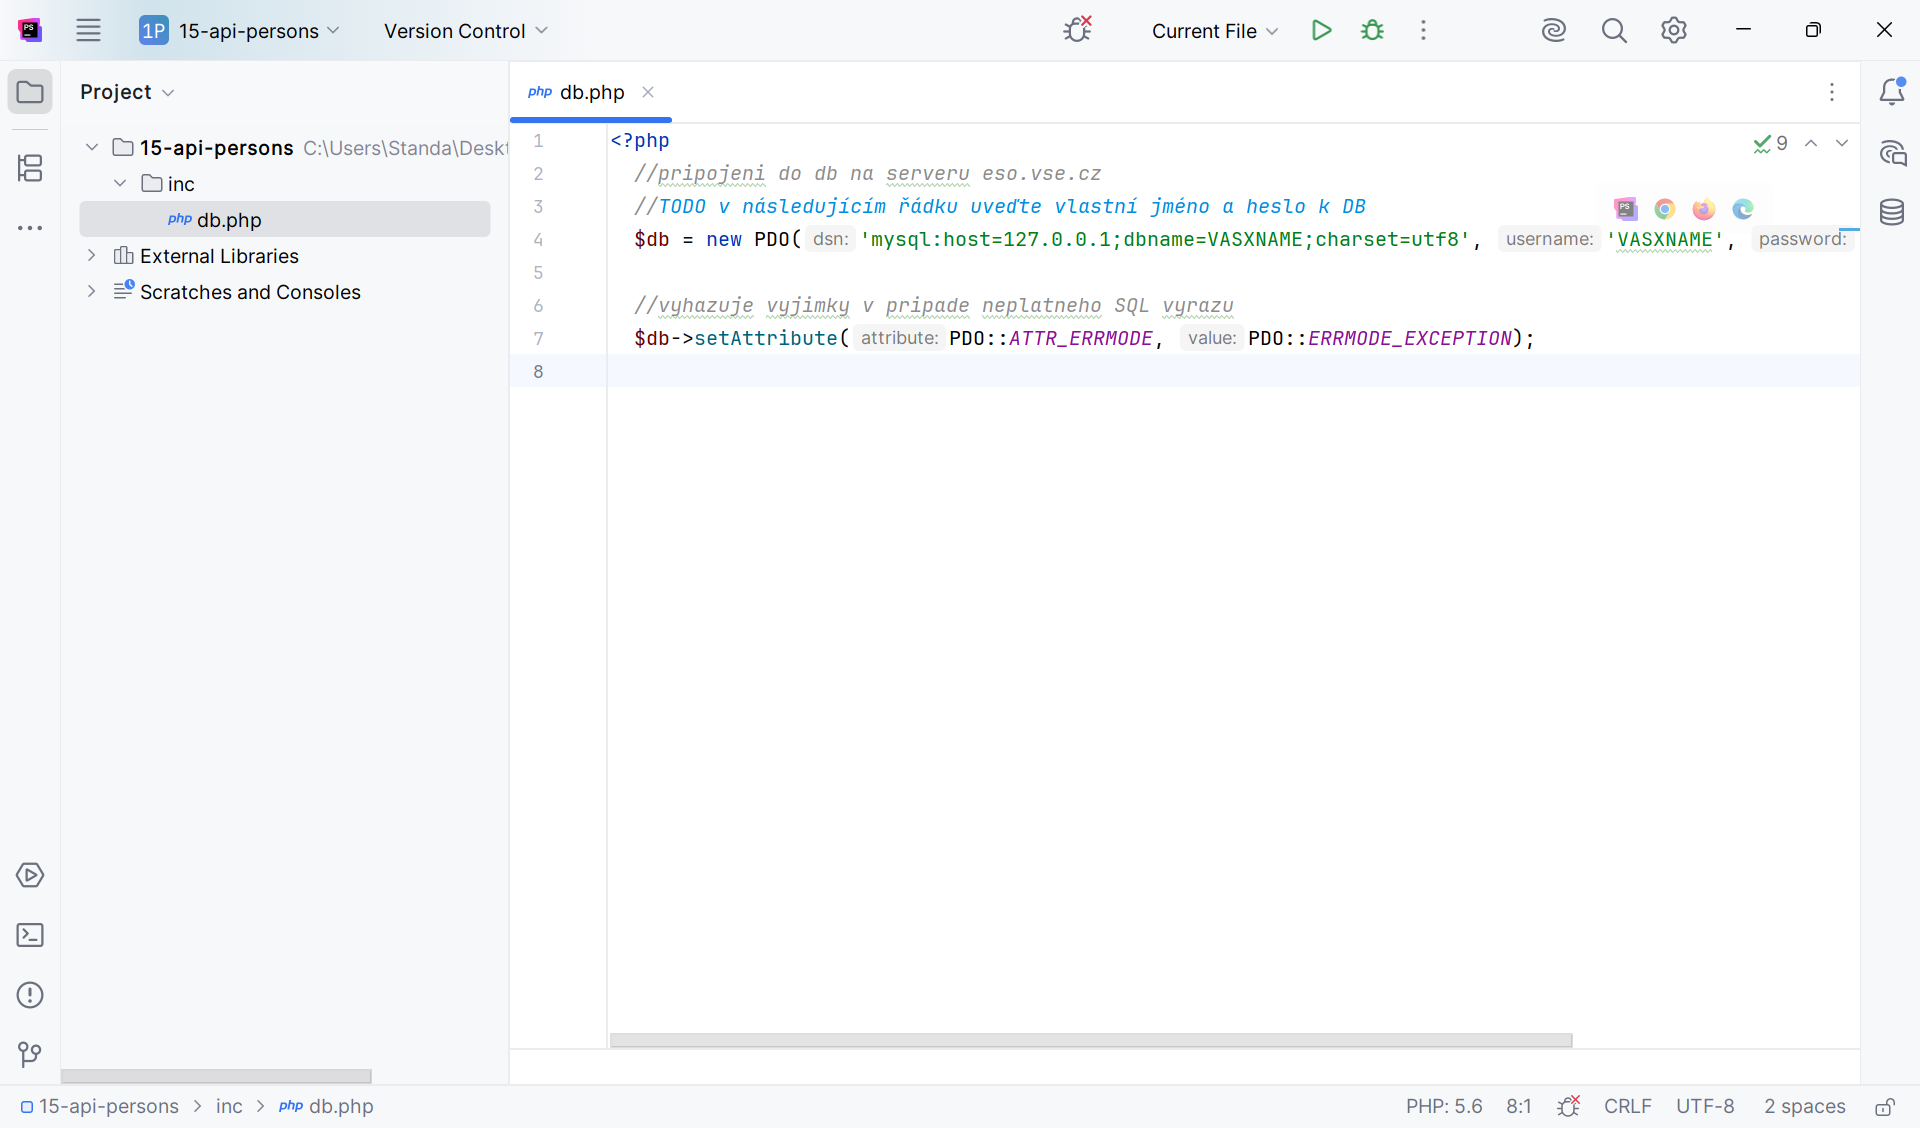 PS
1P 15-api-persons
Version Control
Current File
Project
php db.php
15-api-persons C:\Users\Standa\Deskt
inc
php db.php
External Libraries
Scratches and Consoles
1 <?php
2 //pripojeni do db na serveru eso.vse.cz
3 //TODO v následujícím řádku uveďte vlastní jméno a heslo k DB
4 $db = new PDO( dsn: 'mysql:host=127.0.0.1;dbname=VASXNAME;charset=utf8', username: 'VASXNAME', password:
5
6 //vyhazuje vyjimky v pripade neplatneho SQL vyrazu
7 $db->setAttribute( attribute: PDO::ATTR_ERRMODE, value: PDO::ERRMODE_EXCEPTION);
8
9
PS
15-api-persons > inc > php db.php
PHP: 5.6 8:1 CRLF UTF-8 2 spaces